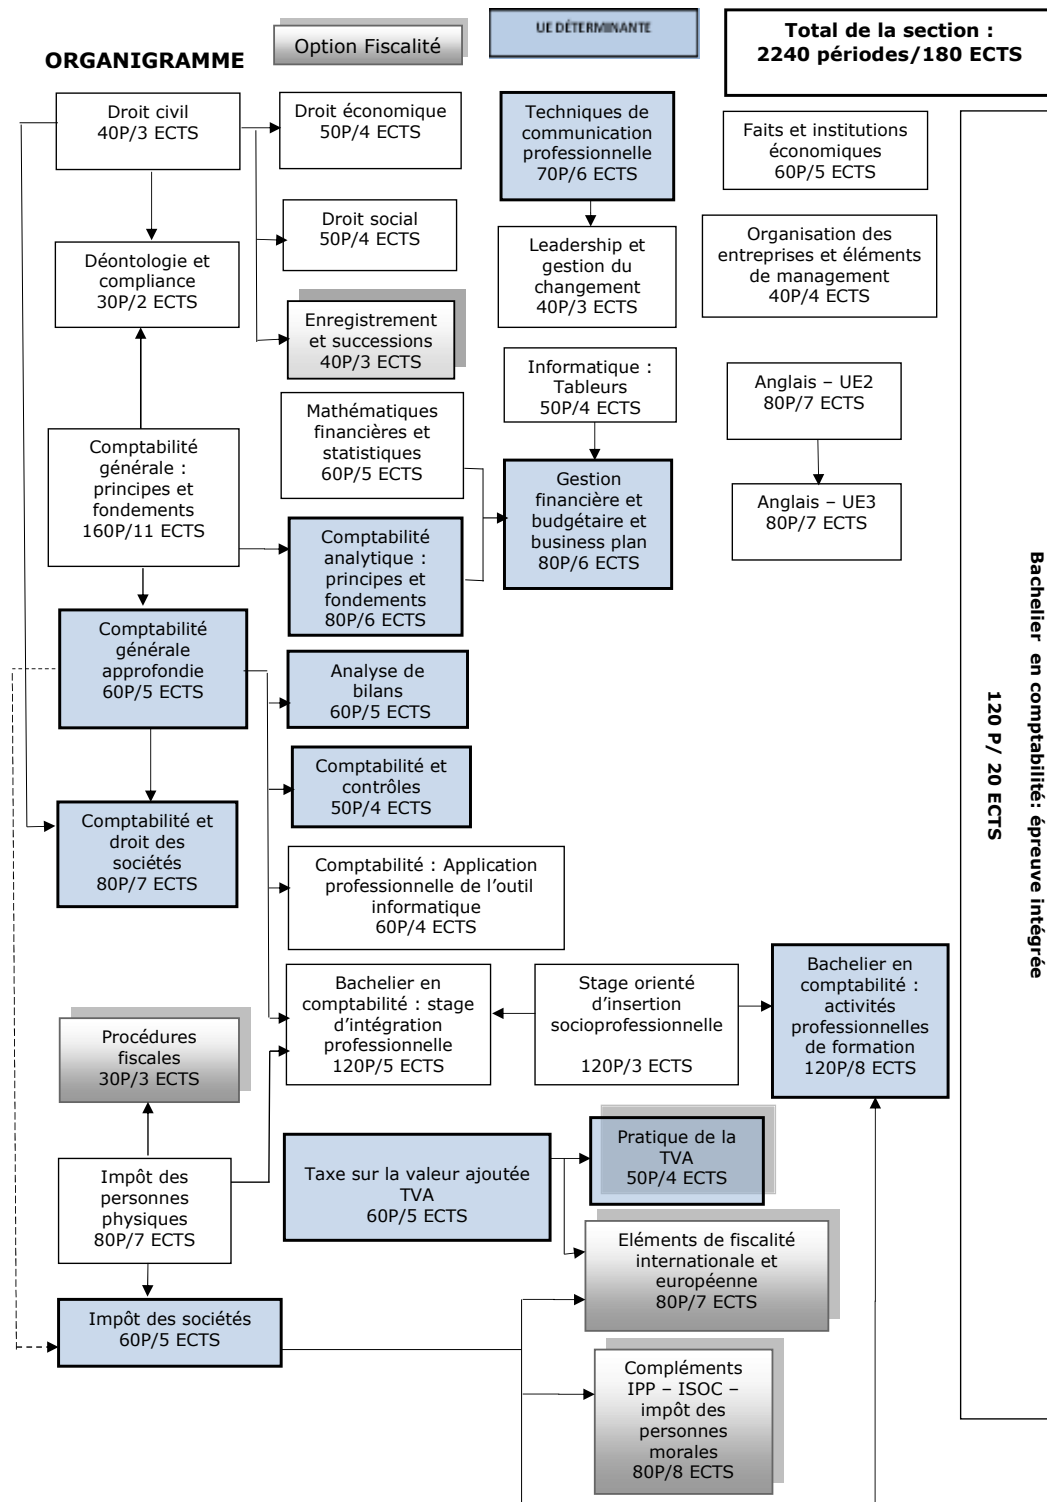 ORGANIGRAMME
Option Fiscalité
UE DÉTERMINANTE
Total de la section :
2240 périodes/180 ECTS
Droit civil
40P/3 ECTS
Droit économique
50P/4 ECTS
Techniques de
communication
professionnelle
70P/6 ECTS
Faits et institutions
économiques
60P/5 ECTS
Déontologie et
compliance
30P/2 ECTS
Droit social
50P/4 ECTS
Leadership et
gestion du
changement
40P/3 ECTS
Organisation des
entreprises et éléments
de management
40P/4 ECTS
Enregistrement
et successions
40P/3 ECTS
Informatique :
Tableurs
50P/4 ECTS
Anglais – UE2
80P/7 ECTS
Mathématiques
financières et
statistiques
60P/5 ECTS
Comptabilité
générale :
principes et
fondements
160P/11 ECTS
Gestion
financière et
budgétaire et
business plan
80P/6 ECTS
Anglais – UE3
80P/7 ECTS
Comptabilité
analytique :
principes et
fondements
80P/6 ECTS
Comptabilité
générale
approfondie
60P/5 ECTS
Analyse de
bilans
60P/5 ECTS
Comptabilité et
contrôles
50P/4 ECTS
Comptabilité et
droit des
sociétés
80P/7 ECTS
Comptabilité : Application
professionnelle de l’outil
informatique
60P/4 ECTS
Bachelier en
comptabilité : stage
d’intégration
professionnelle
120P/5 ECTS
Stage orienté
d’insertion
socioprofessionnelle
120P/3 ECTS
Bachelier en
comptabilité :
activités
professionnelles
de formation
120P/8 ECTS
Procédures
fiscales
30P/3 ECTS
Impôt des
personnes
physiques
80P/7 ECTS
Taxe sur la valeur ajoutée
TVA
60P/5 ECTS
Pratique de la
TVA
50P/4 ECTS
Eléments de fiscalité
internationale et
européenne
80P/7 ECTS
Impôt des sociétés
60P/5 ECTS
Compléments
IPP – ISOC –
impôt des
personnes
morales
80P/8 ECTS
Bachelier en comptabilité: épreuve intégrée
120 P/ 20 ECTS